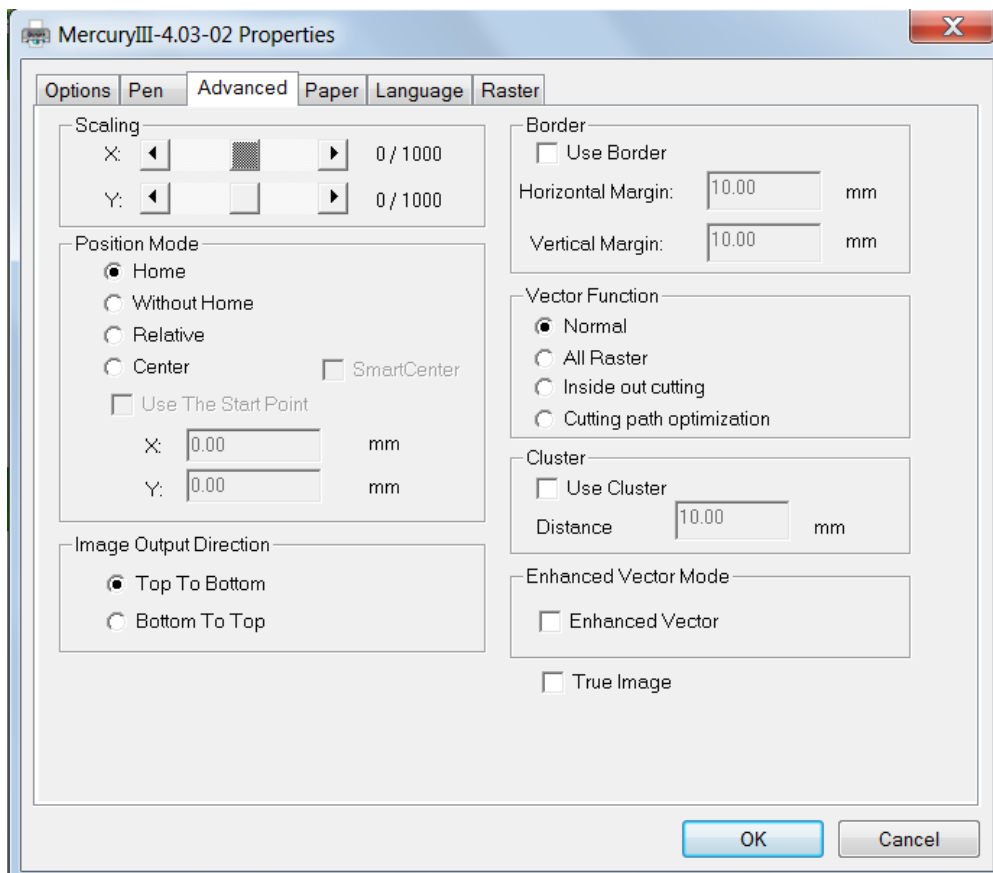 MercuryIII-4.03-02 Properties
Options Pen Advanced Paper Language Raster
Scaling
X: 0 / 1000
Y: 0 / 1000
Position Mode
Home
Without Home
Relative
Center SmartCenter
Use The Start Point
X: 0.00 mm
Y: 0.00 mm
Image Output Direction
Top To Bottom
Bottom To Top
Border
Use Border
Horizontal Margin: 10.00 mm
Vertical Margin: 10.00 mm
Vector Function
Normal
All Raster
Inside out cutting
Cutting path optimization
Cluster
Use Cluster
Distance 10.00 mm
Enhanced Vector Mode
Enhanced Vector
True Image
OK Cancel